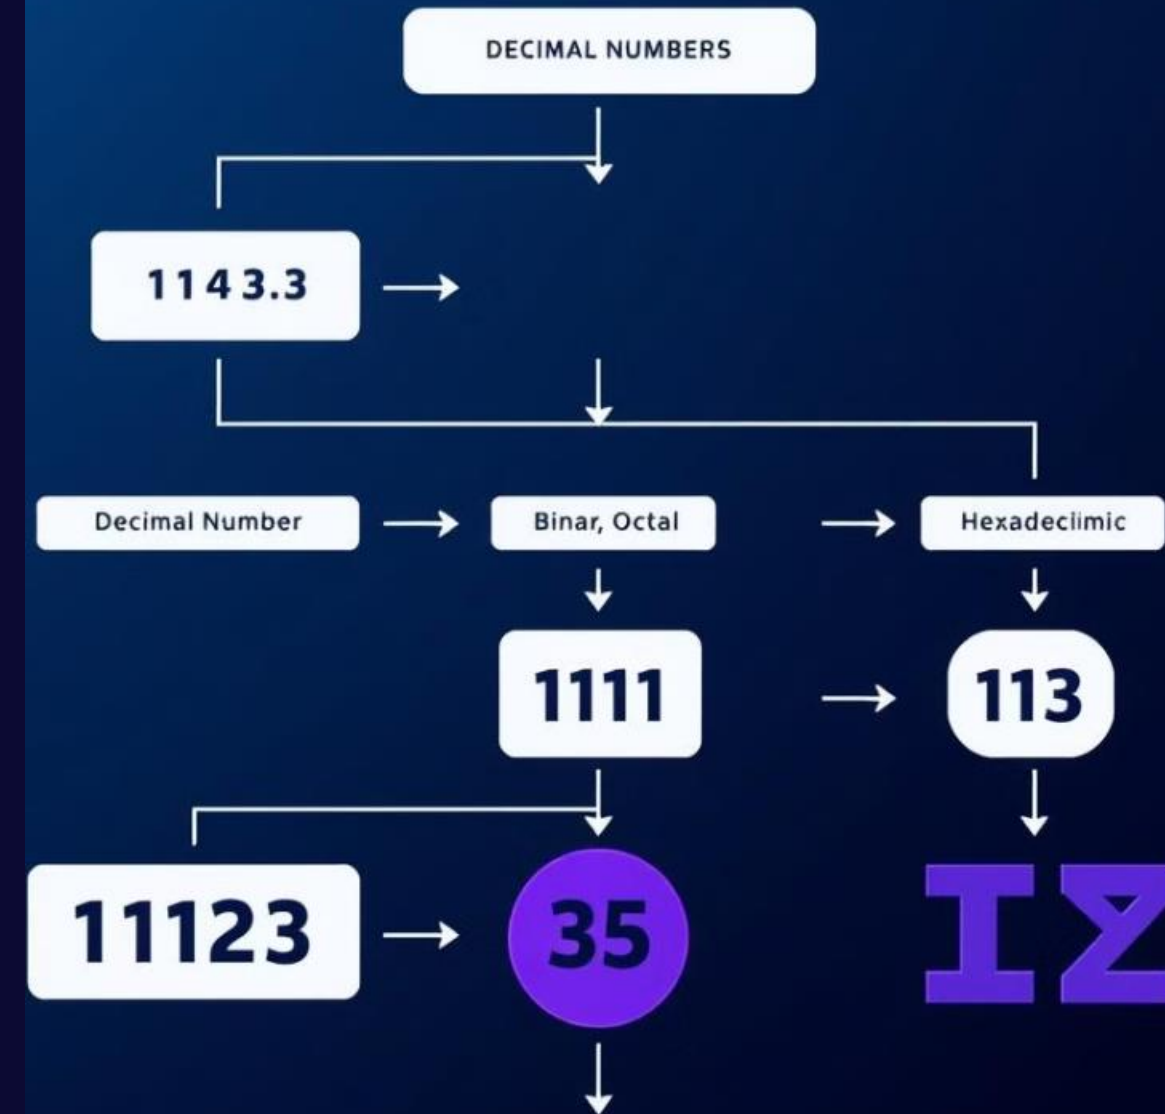 DECIMAL NUMBERS
1143.3
Decimal Number
Binar, Octal
Hexadeciimic
1111
113
11123
35